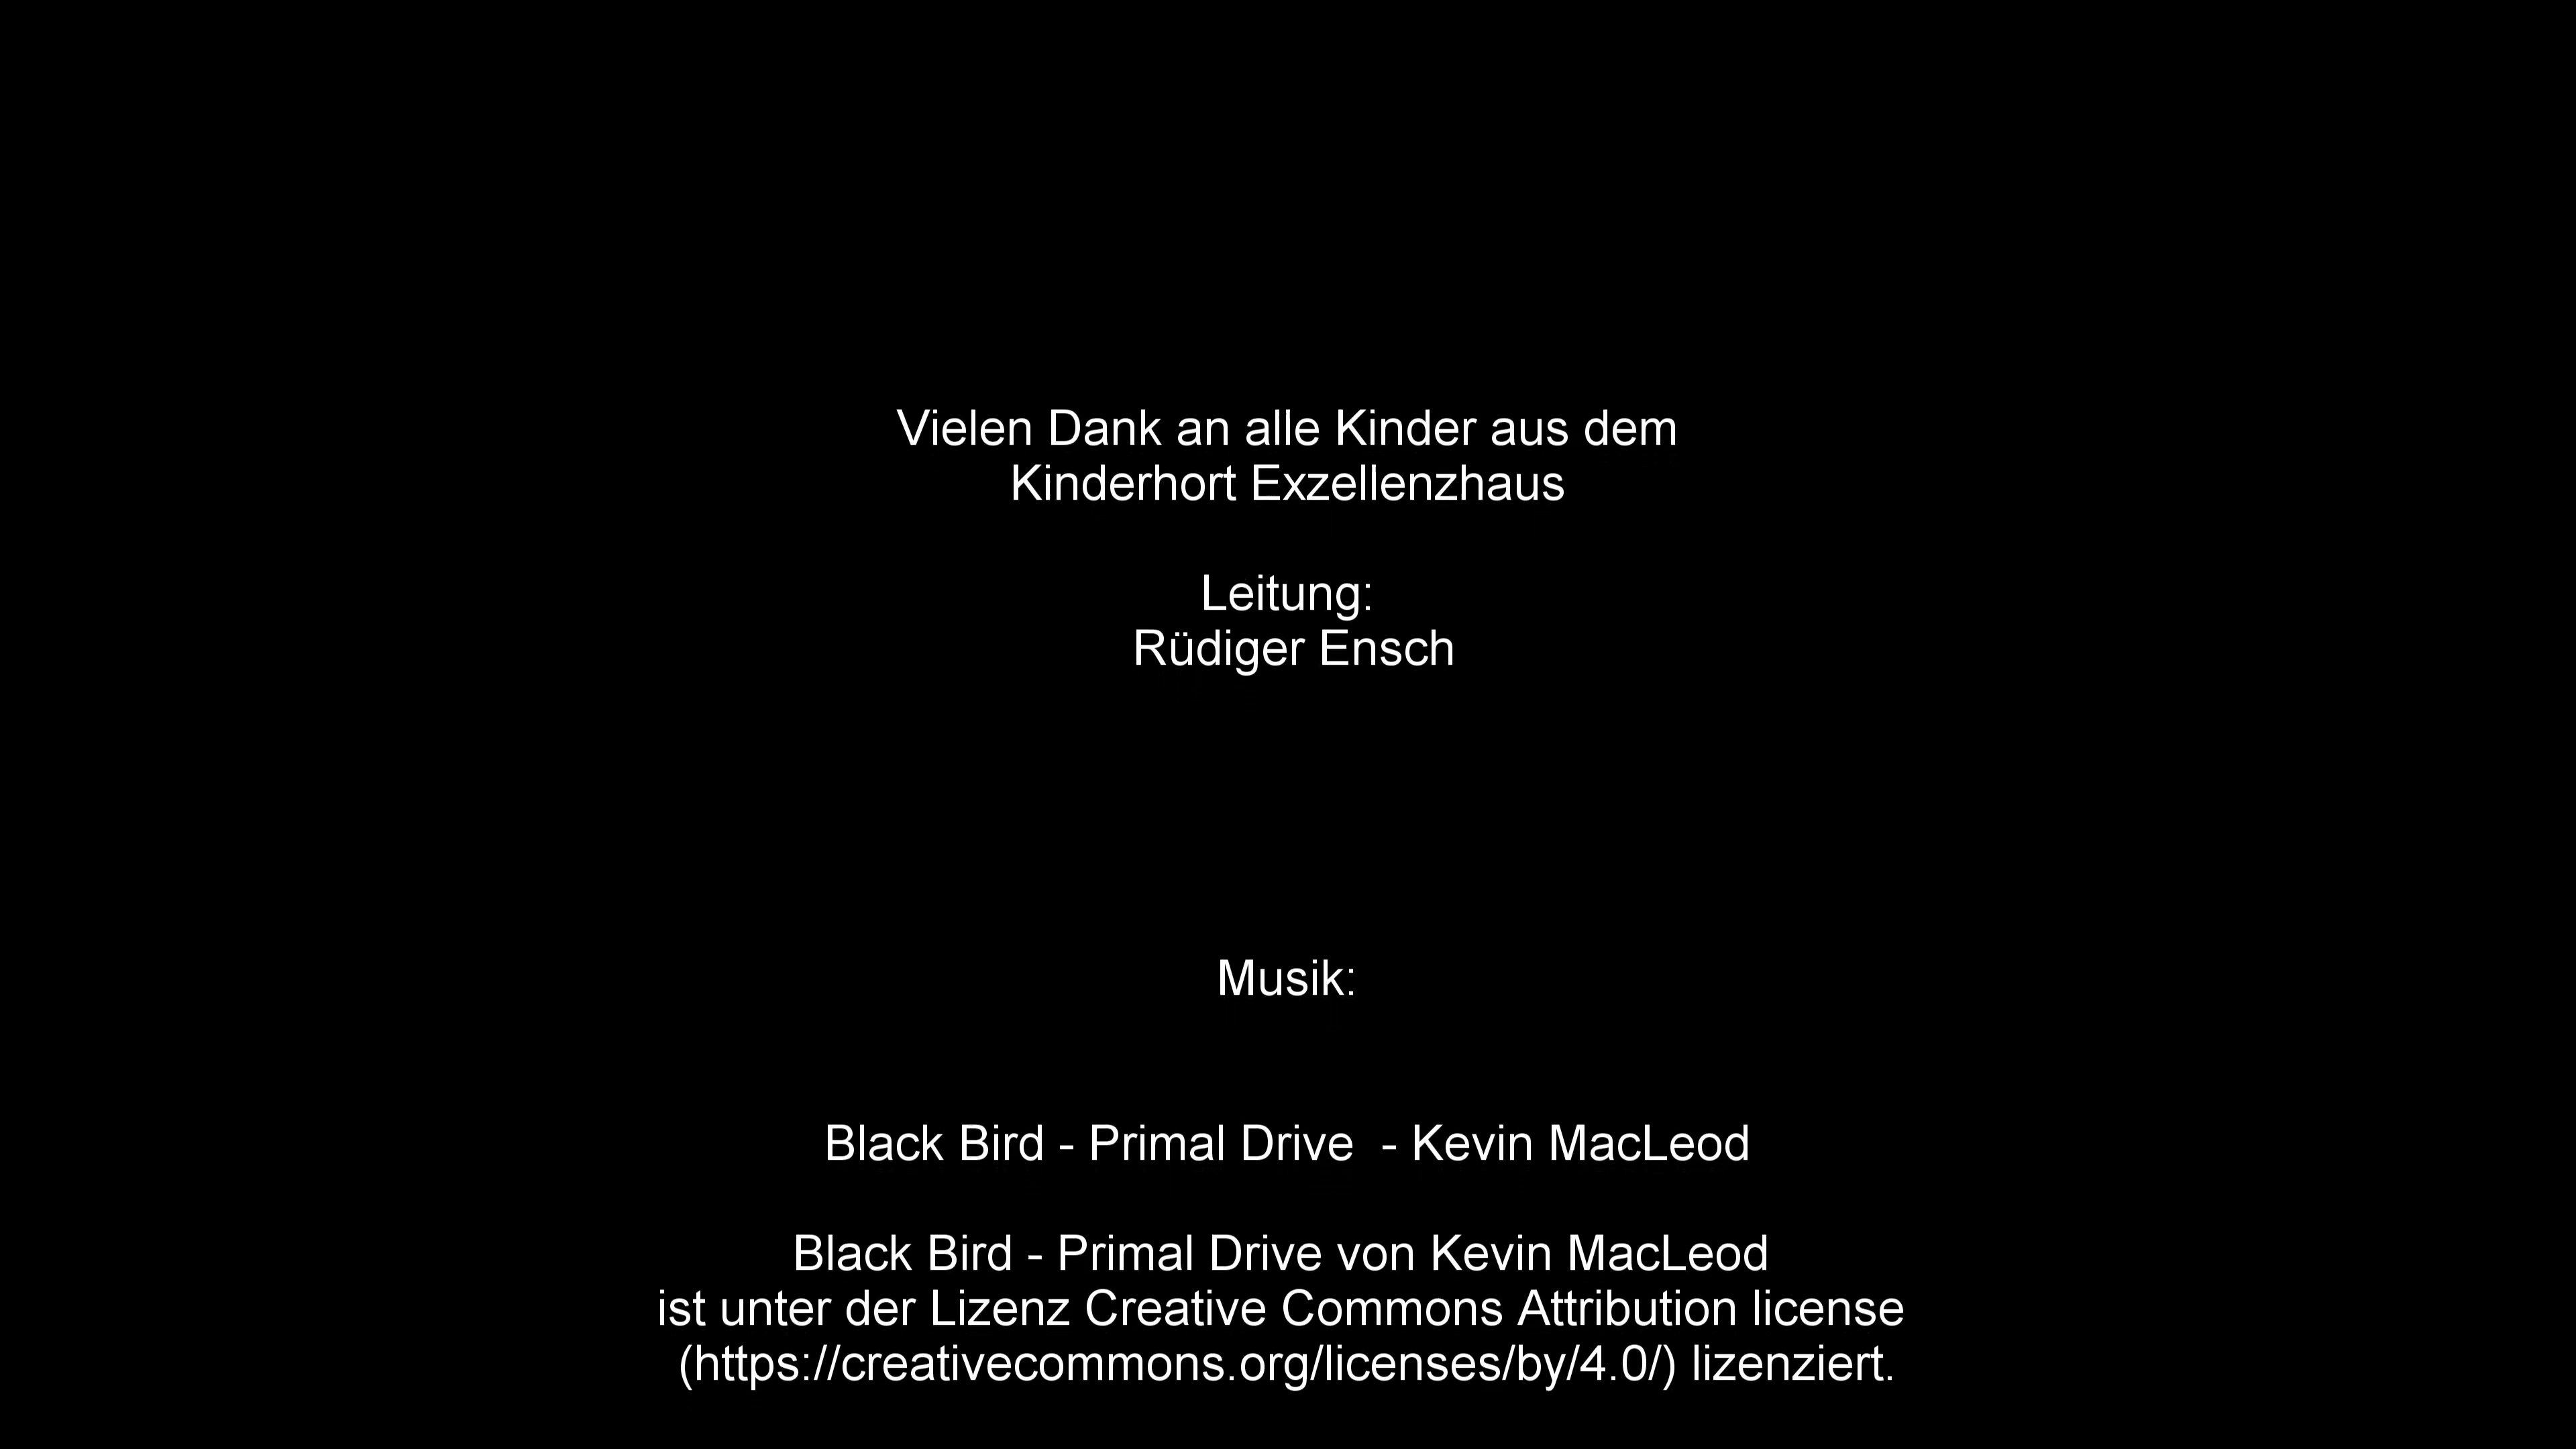 Vielen Dank an alle Kinder aus dem
Kinderhort Exzellenzhaus
Leitung:
Rüdiger Ensch
Musik:
Black Bird - Primal Drive  - Kevin MacLeod
Black Bird - Primal Drive von Kevin MacLeod
ist unter der Lizenz Creative Commons Attribution license
(https://creativecommons.org/licenses/by/4.0/) lizenziert.